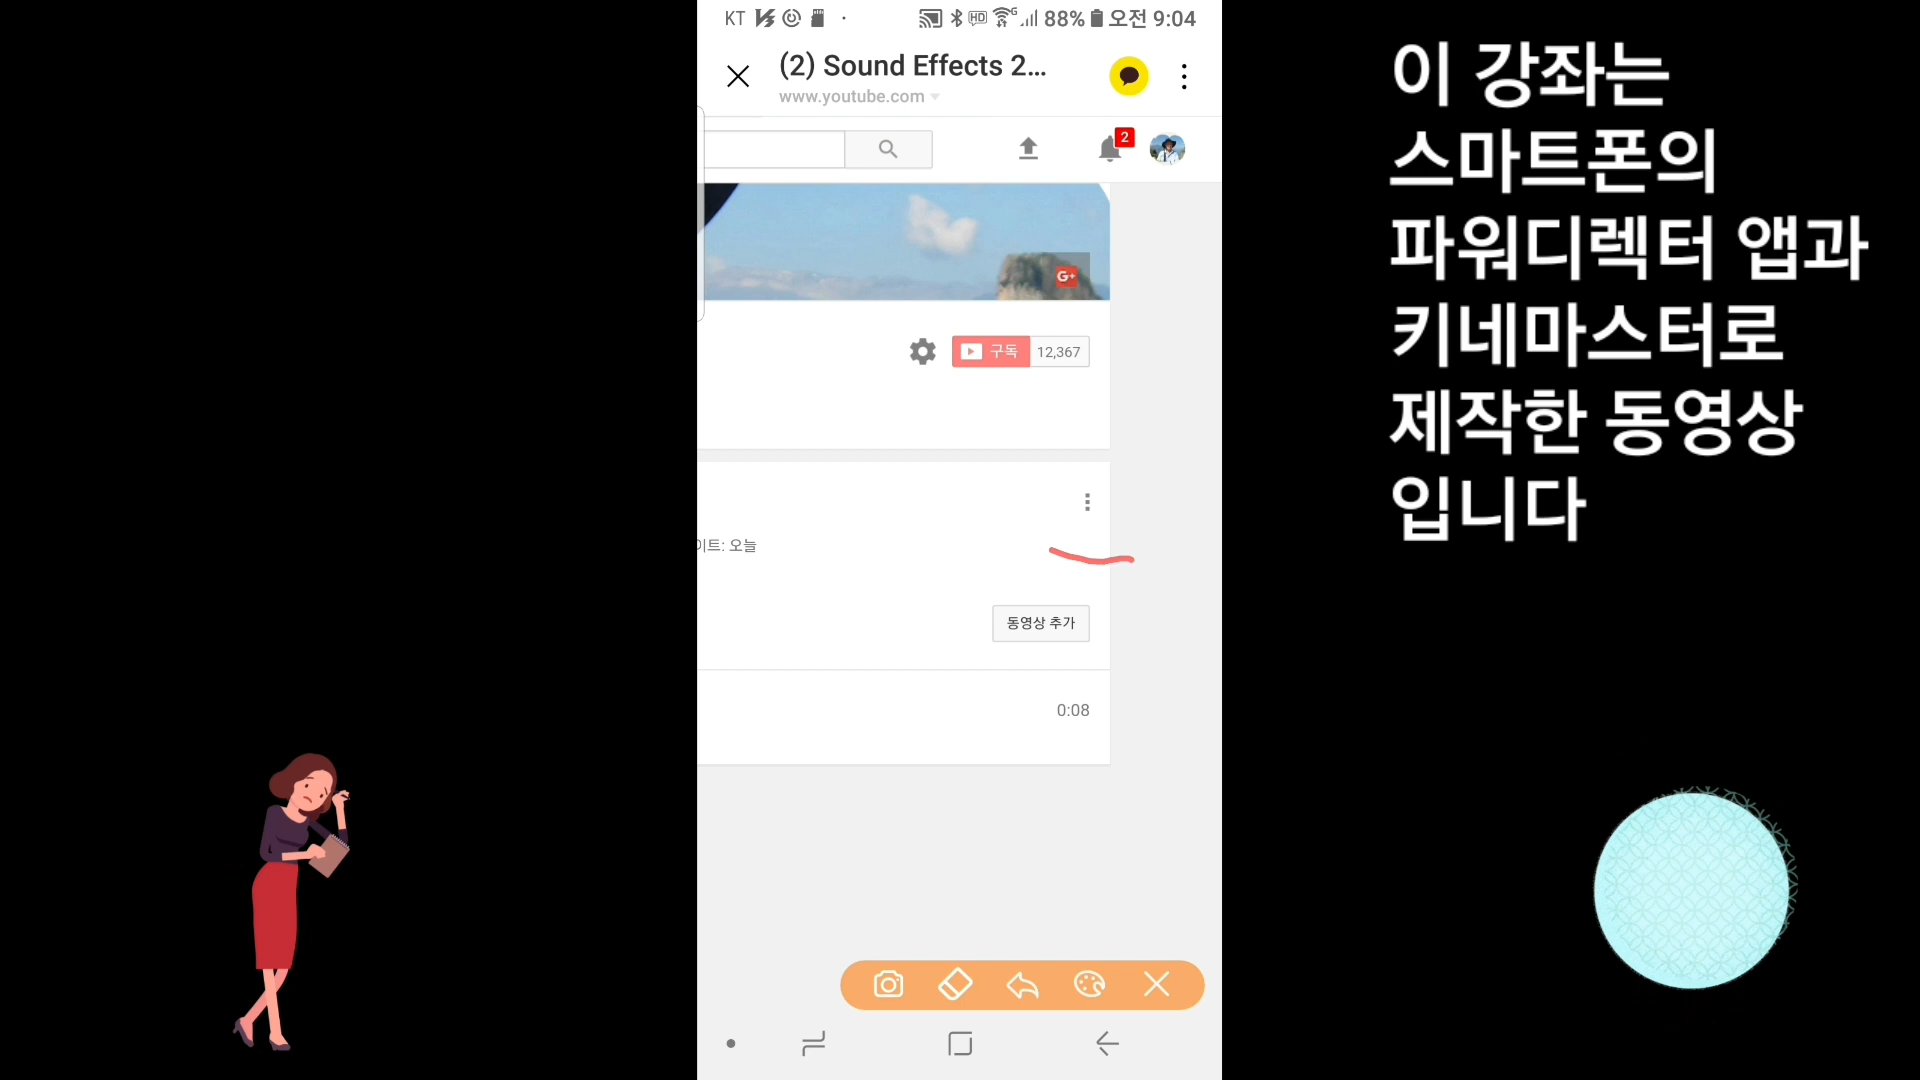 KT HD G 88% 오전 9:04
(2) Sound Effects 2...
www.youtube.com
2
G+
구독 12,367
이트: 오늘
동영상 추가
0:08
이 강좌는
스마트폰의
파워디렉터 앱과
키네마스터로
제작한 동영상
입니다